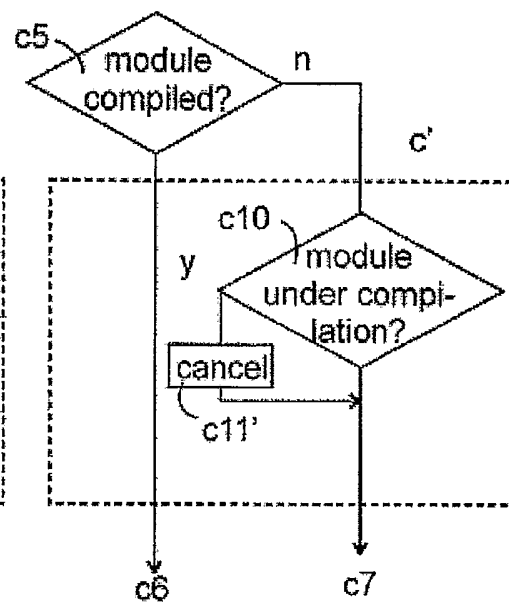 c5
module
compiled?
n
c'
c10
y
module
under compi-
lation?
cancel
c11'
c6
c7